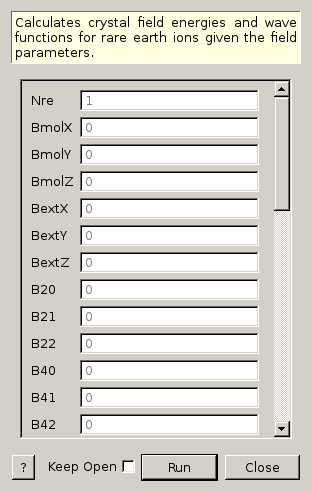 Calculates crystal field energies and wave
functions for rare earth ions given the field
parameters.
Nre 1
BmolX 0
BmolY 0
BmolZ 0
BextX 0
BextY 0
BextZ 0
B20 0
B21 0
B22 0
B40 0
B41 0
B42 0
? Keep Open Run Close